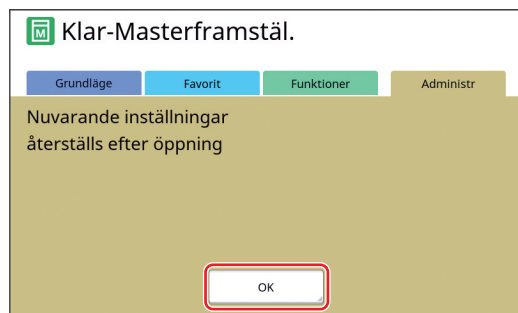 M
Klar-Masterframstäl.
Grundläge
Favorit
Funktioner
Administr
Nuvarande inställningar
återställs efter öppning
OK